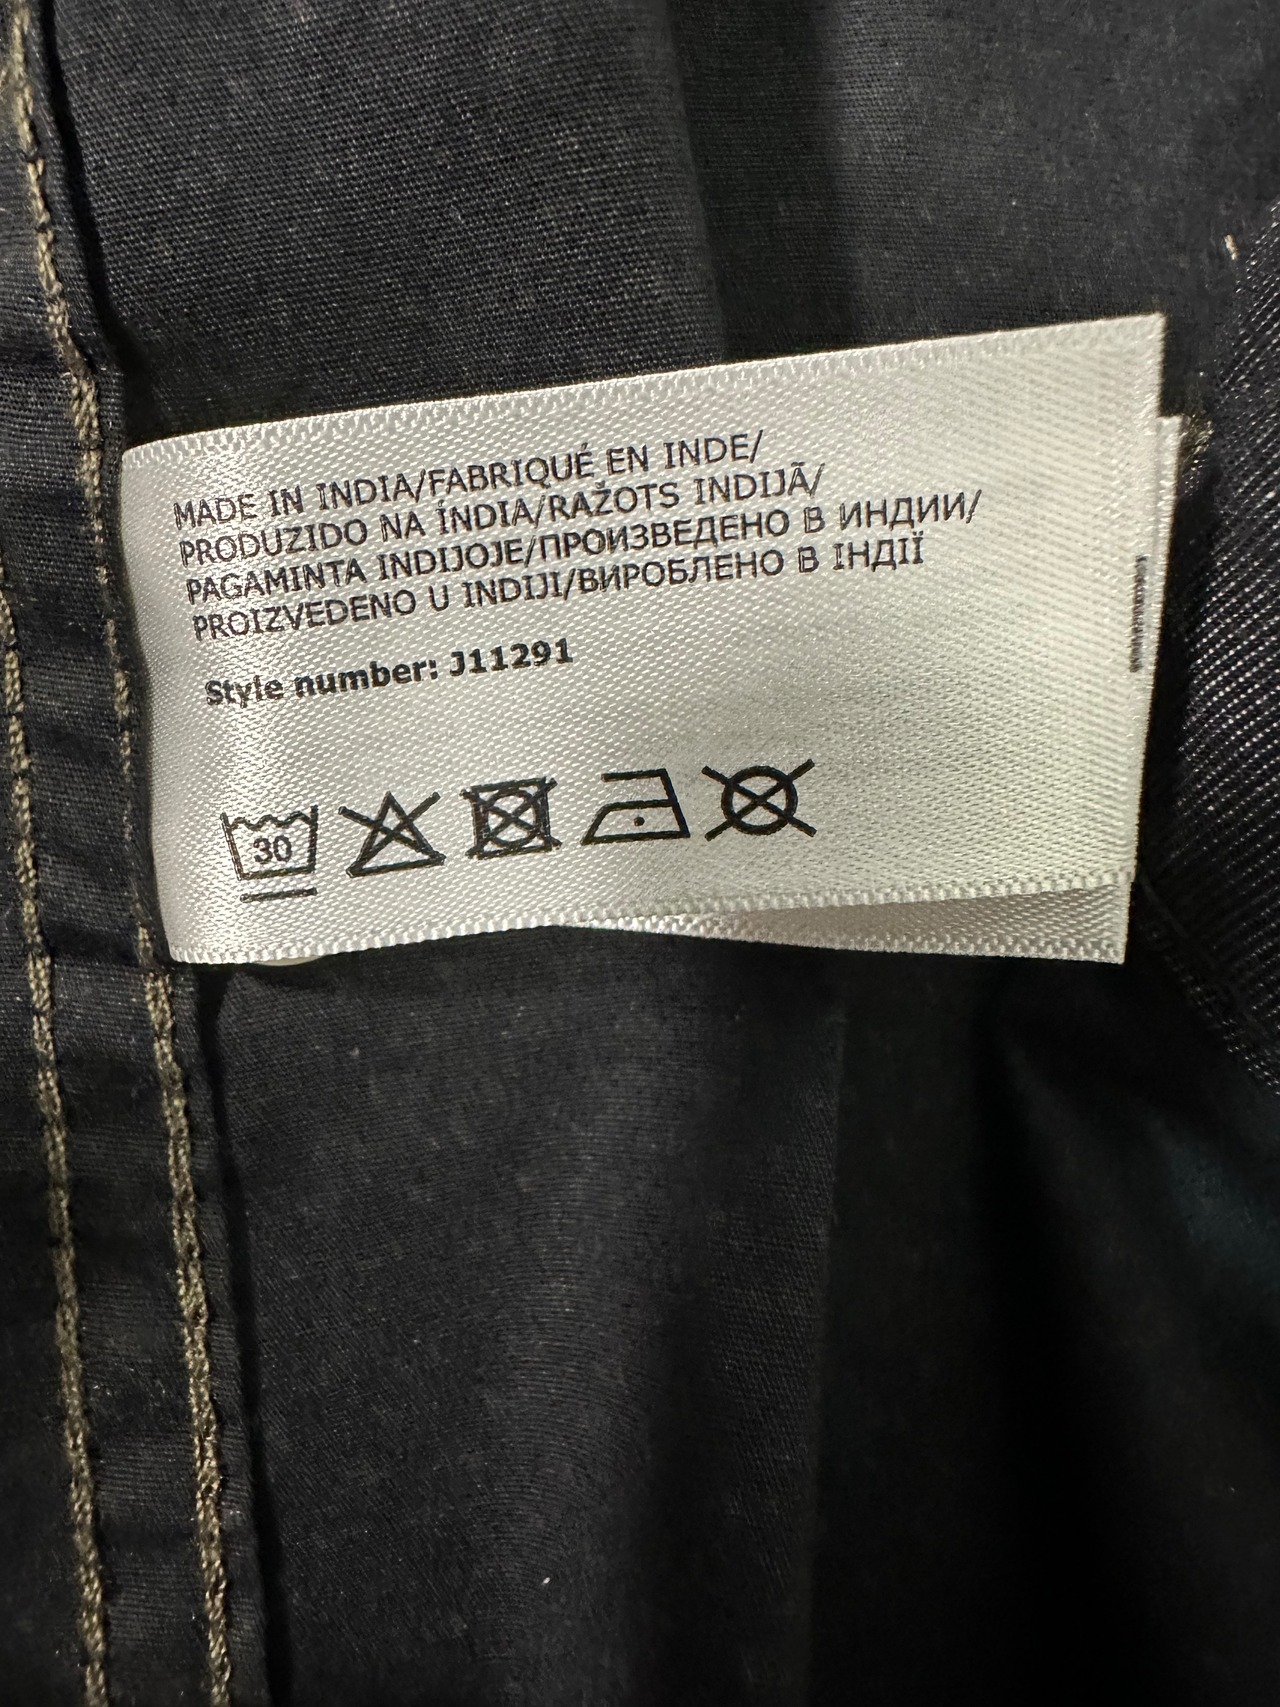 MADE IN INDIA/FABRIQUÉ EN INDE/
PRODUZIDO NA ÍNDIA/RAŽOTS INDIJĀ/
PAGAMINTA INDIJOJE/ПРОИЗВЕДЕНО В ИНДИИ/
PROIZVEDENO U INDIJI/ВИРОБЛЕНО В ІНДІЇ
Style number: J11291
30